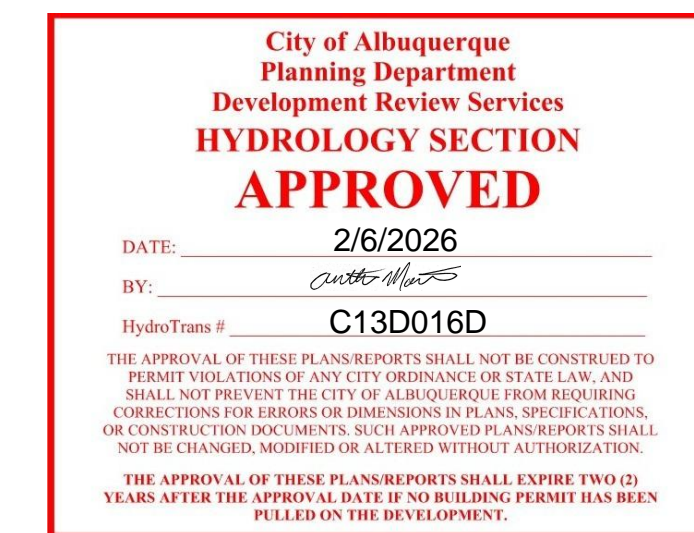 City of Albuquerque
Planning Department
Development Review Services
HYDROLOGY SECTION
APPROVED
DATE: 2/6/2026
BY:
HydroTrans # C13D016D
THE APPROVAL OF THESE PLANS/REPORTS SHALL NOT BE CONSTRUED TO
PERMIT VIOLATIONS OF ANY CITY ORDINANCE OR STATE LAW, AND
SHALL NOT PREVENT THE CITY OF ALBUQUERQUE FROM REQUIRING
CORRECTIONS FOR ERRORS OR DIMENSIONS IN PLANS, SPECIFICATIONS,
OR CONSTRUCTION DOCUMENTS. SUCH APPROVED PLANS/REPORTS SHALL
NOT BE CHANGED, MODIFIED OR ALTERED WITHOUT AUTHORIZATION.
THE APPROVAL OF THESE PLANS/REPORTS SHALL EXPIRE TWO (2)
YEARS AFTER THE APPROVAL DATE IF NO BUILDING PERMIT HAS BEEN
PULLED ON THE DEVELOPMENT.